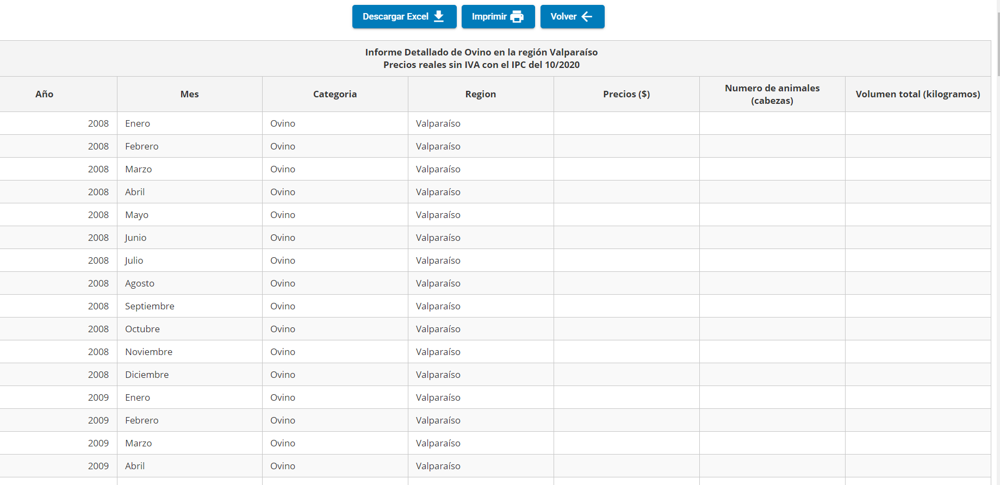 Descargar Excel
Imprimir
Volver
Informe Detallado de Ovino en la región Valparaíso
Precios reales sin IVA con el IPC del 10/2020
Año Mes Categoria Region Precios ($) Numero de animales (cabezas) Volumen total (kilogramos)
2008 Enero Ovino Valparaíso
2008 Febrero Ovino Valparaíso
2008 Marzo Ovino Valparaíso
2008 Abril Ovino Valparaíso
2008 Mayo Ovino Valparaíso
2008 Junio Ovino Valparaíso
2008 Julio Ovino Valparaíso
2008 Agosto Ovino Valparaíso
2008 Septiembre Ovino Valparaíso
2008 Octubre Ovino Valparaíso
2008 Noviembre Ovino Valparaíso
2008 Diciembre Ovino Valparaíso
2009 Enero Ovino Valparaíso
2009 Febrero Ovino Valparaíso
2009 Marzo Ovino Valparaíso
2009 Abril Ovino Valparaíso